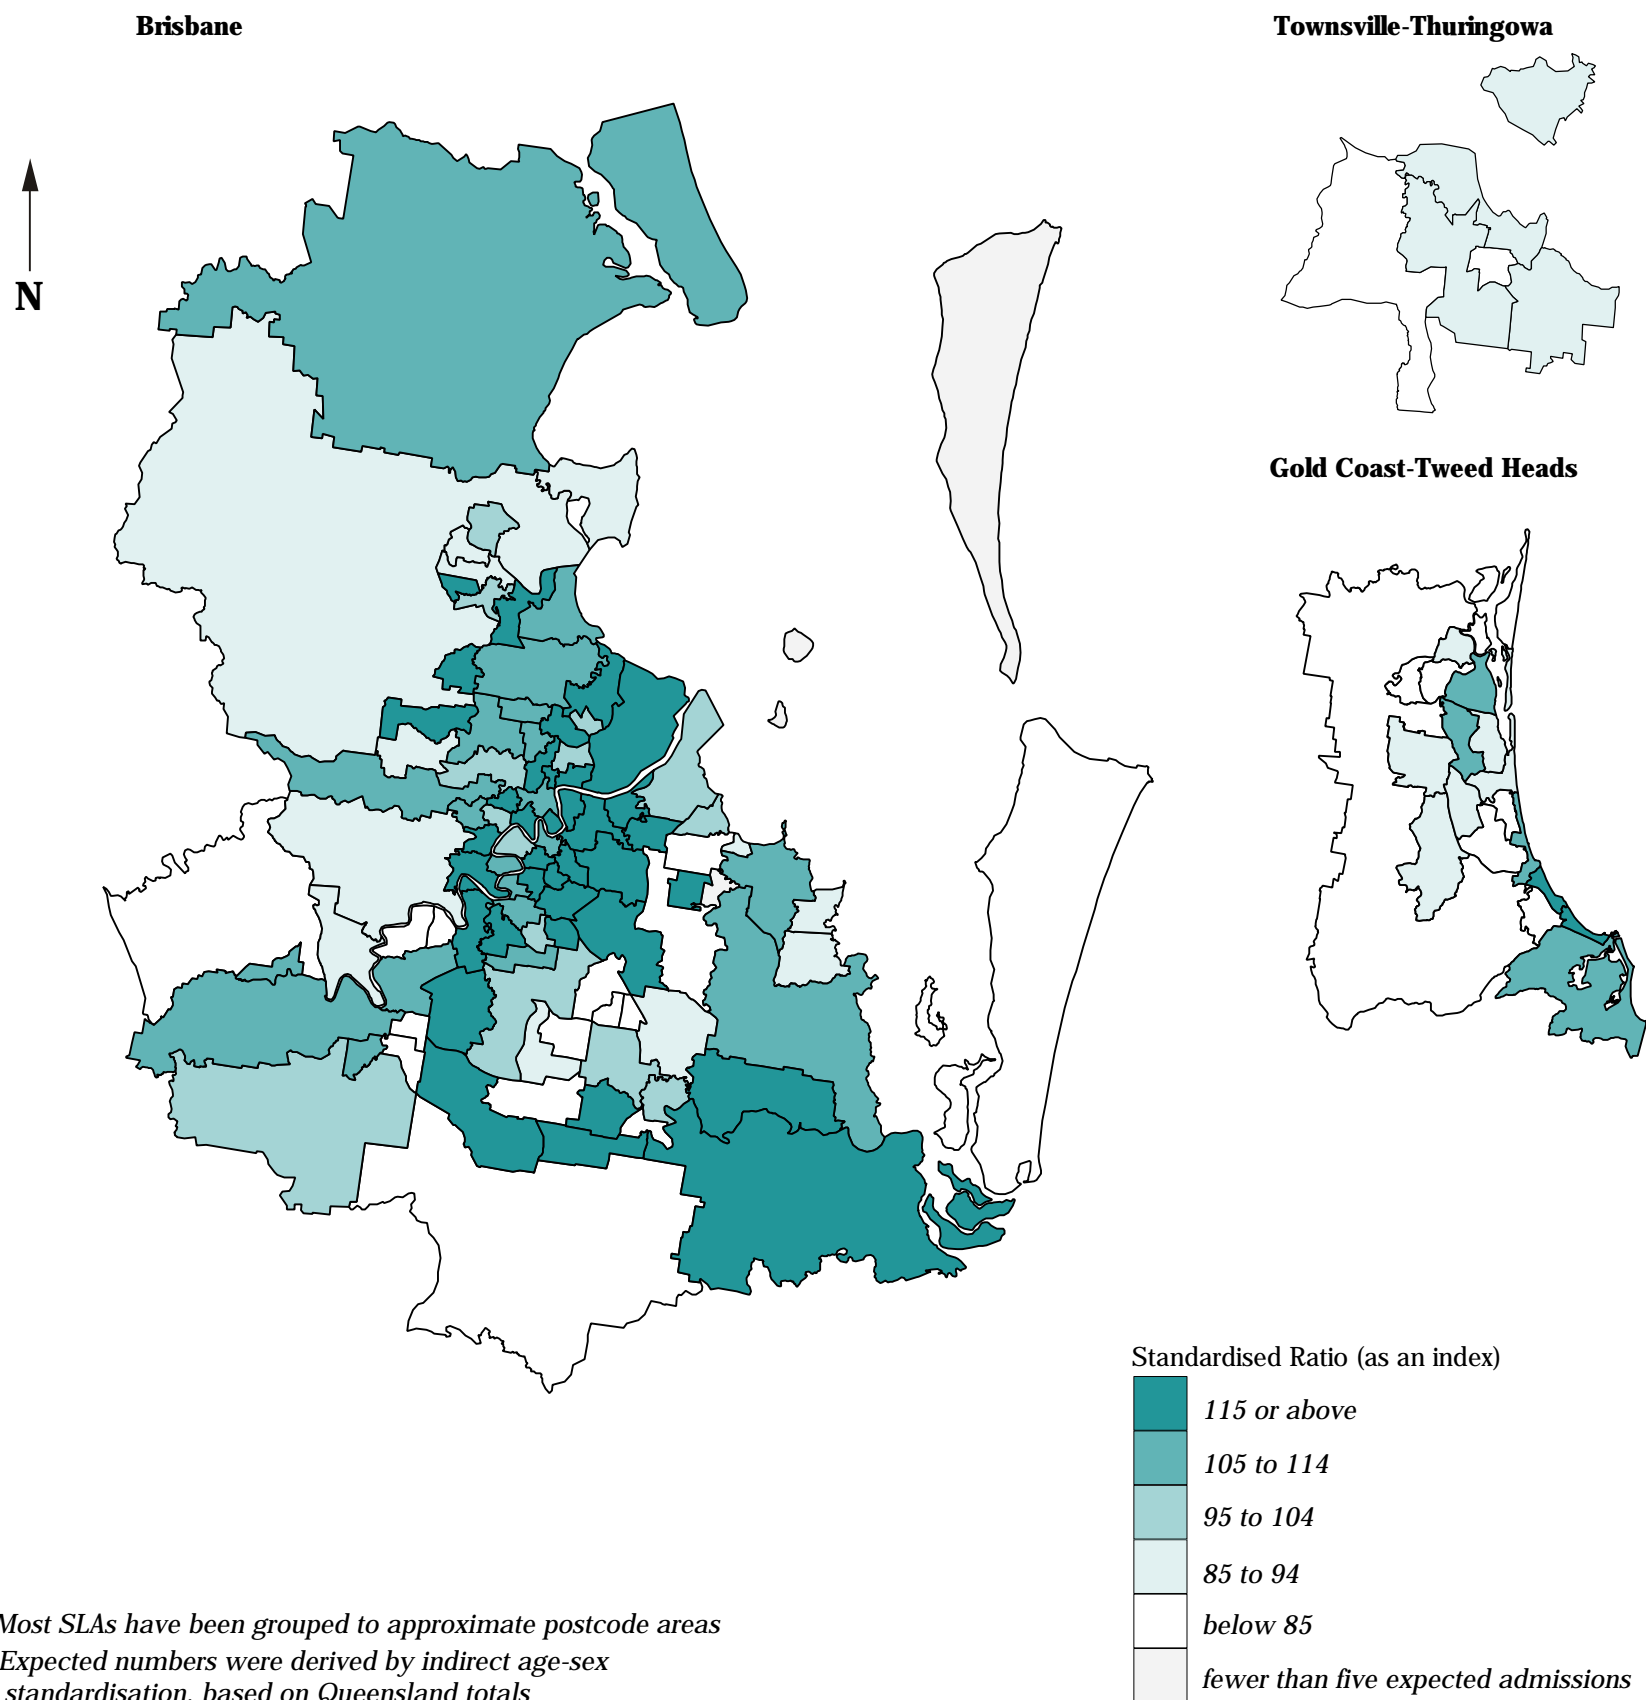 Brisbane
Townsville-Thuringowa
N
Gold Coast-Tweed Heads
Standardised Ratio (as an index)
115 or above
105 to 114
95 to 104
85 to 94
below 85
fewer than five expected admissions
Most SLAs have been grouped to approximate postcode areas
Expected numbers were derived by indirect age-sex
standardisation, based on Queensland totals